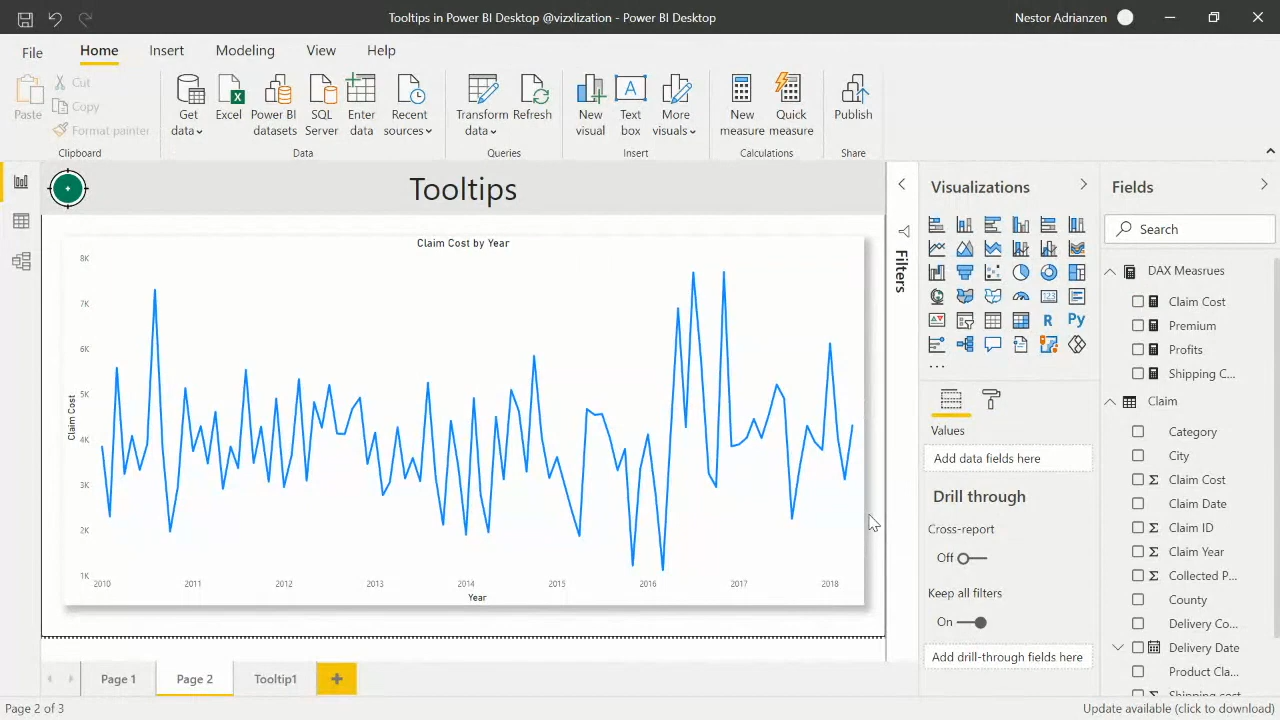 Tooltips in Power BI Desktop @vizxlization - Power BI Desktop
Nestor Adrianzen
File
Home
Insert
Modeling
View
Help
Paste
Cut
Copy
Format painter
Clipboard
Get data
Excel
Power BI datasets
SQL Server
Enter data
Recent sources
Data
Transform data
Refresh
Queries
New visual
Text box
More visuals
Insert
New measure
Quick measure
Calculations
Publish
Share
Tooltips
Claim Cost by Year
8K
7K
6K
5K
4K
3K
2K
1K
Claim Cost
2010 2011 2012 2013 2014 2015 2016 2017 2018
Year
Filters
Visualizations
123
R
Py
...
Values
Add data fields here
Drill through
Cross-report
Off
Keep all filters
On
Add drill-through fields here
Fields
Search
DAX Measrues
Claim Cost
Premium
Profits
Shipping C...
Claim
Category
City
Claim Cost
Claim Date
Claim ID
Claim Year
Collected P...
County
Delivery Co...
Delivery Date
Product Cla...
Shipping cost
Page 1
Page 2
Tooltip1
Page 2 of 3
Update available (click to download)